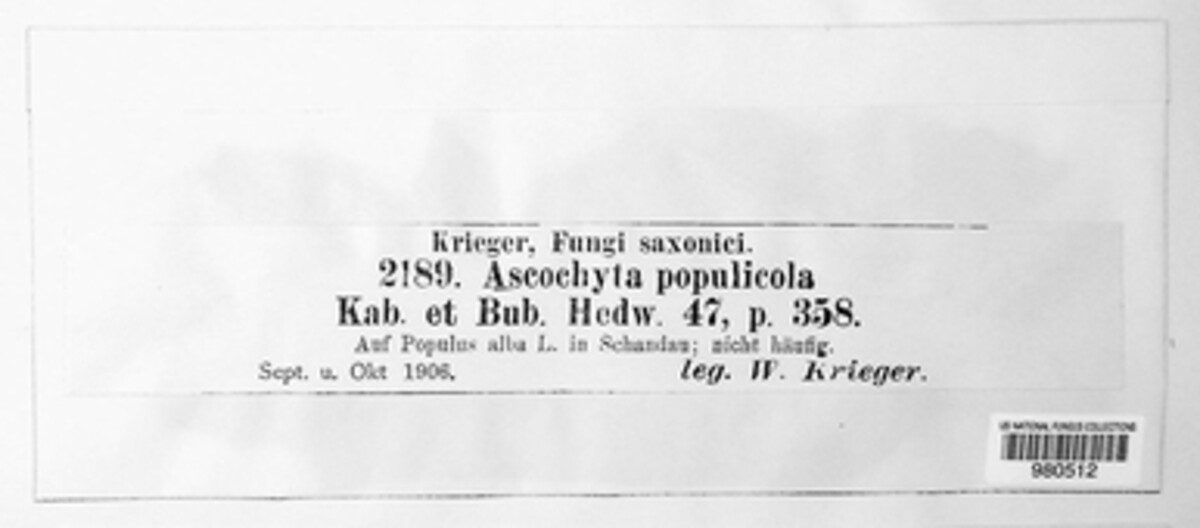 Krieger, Fungi saxonici.
2189. Ascochyta populicola
Kab. et Bub. Hedw. 47, p. 358.
Auf Populus alba L. in Schandau; nicht häufig.
Sept. u. Okt 1906.
leg. W. Krieger.
US NATIONAL FUNGUS COLLECTIONS
980512